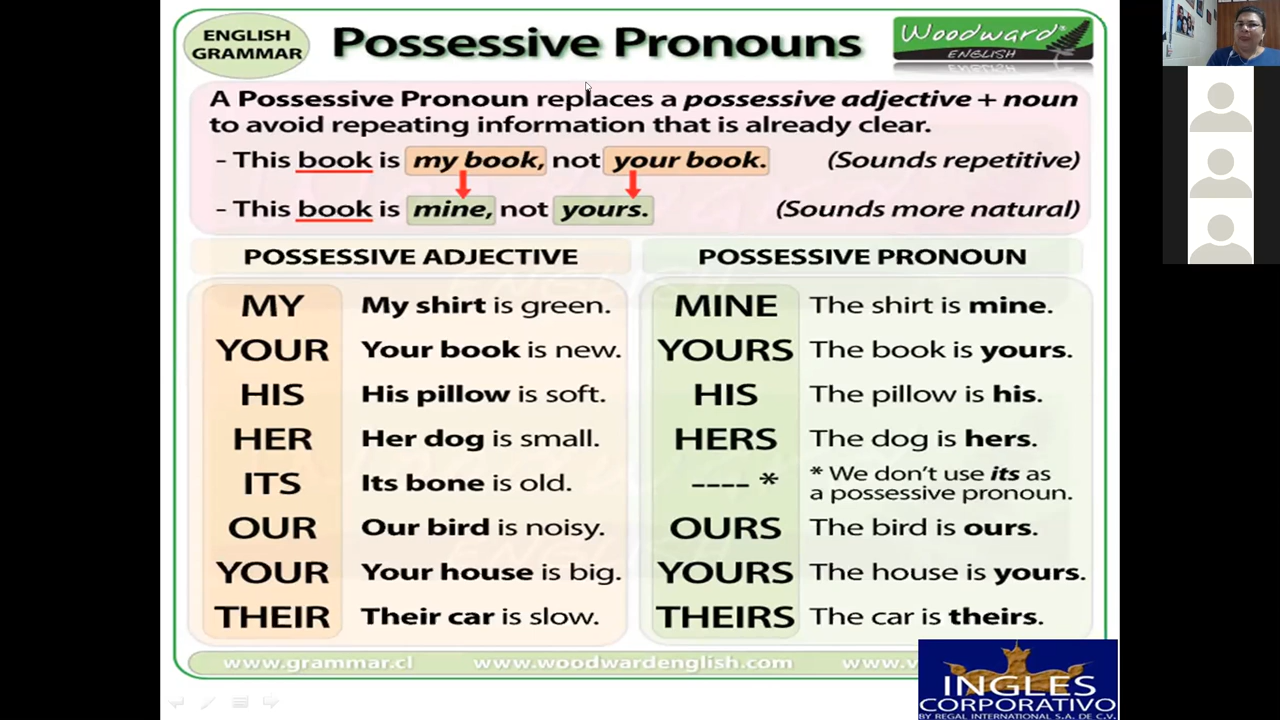 ENGLISH
GRAMMAR
Possessive Pronouns
Woodward®
ENGLISH
A Possessive Pronoun replaces a possessive adjective + noun
to avoid repeating information that is already clear.
- This book is my book, not your book. (Sounds repetitive)
- This book is mine, not yours. (Sounds more natural)
POSSESSIVE ADJECTIVE
POSSESSIVE PRONOUN
MY My shirt is green.
YOUR Your book is new.
HIS His pillow is soft.
HER Her dog is small.
ITS Its bone is old.
OUR Our bird is noisy.
YOUR Your house is big.
THEIR Their car is slow.
MINE The shirt is mine.
YOURS The book is yours.
HIS The pillow is his.
HERS The dog is hers.
---- * * We don't use its as
a possessive pronoun.
OURS The bird is ours.
YOURS The house is yours.
THEIRS The car is theirs.
www.grammar.cl www.woodwardenglish.com
INGLES
CORPORATIVO
BY REGAL INTERNATIONAL S.A. DE C.V.